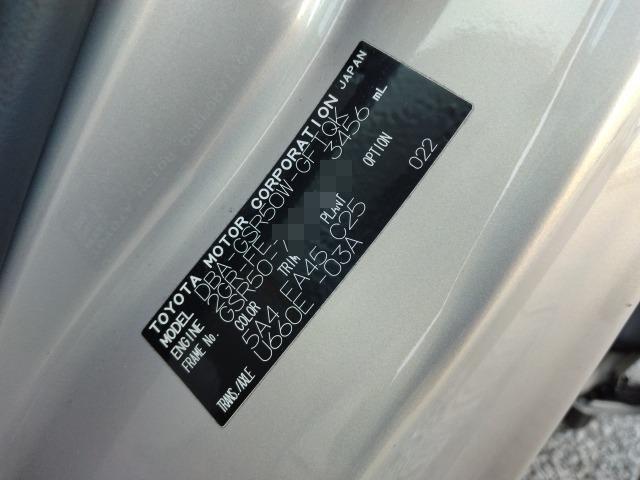 TOYOTA MOTOR CORPORATION JAPAN
MODEL DBA-GSR50W-GFTQK
ENGINE 2GR-FE 3456 mL
FRAME No. GSR50-7
COLOR TRIM PLANT OPTION
5A4 FA45 C25 022
TRANS./AXLE U660E -03A